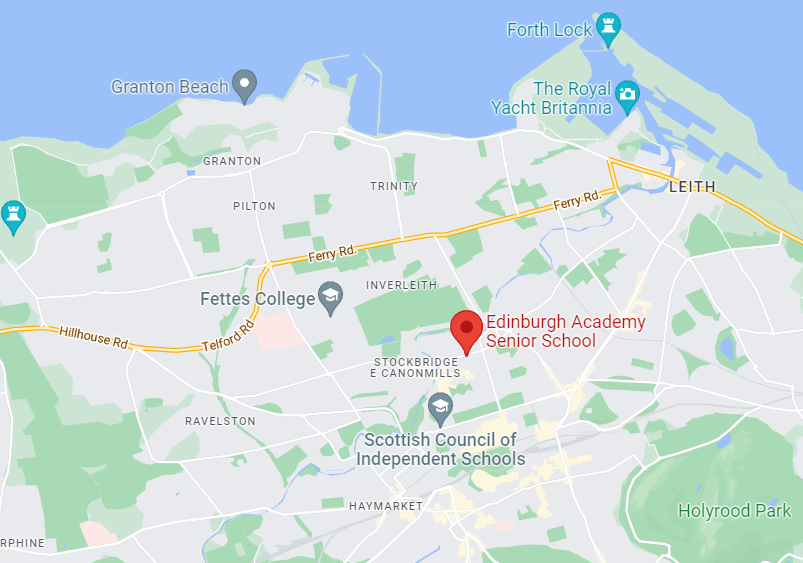 Forth Lock
Granton Beach
The Royal
Yacht Britannia
GRANTON
TRINITY
LEITH
PILTON
Ferry Rd.
Ferry Rd.
INVERLEITH
Fettes College
Edinburgh Academy
Senior School
Hillhouse Rd
Telford Rd
STOCKBRIDGE
E CANONMILLS
RAVELSTON
Scottish Council of
Independent Schools
HAYMARKET
Holyrood Park
RPHINE